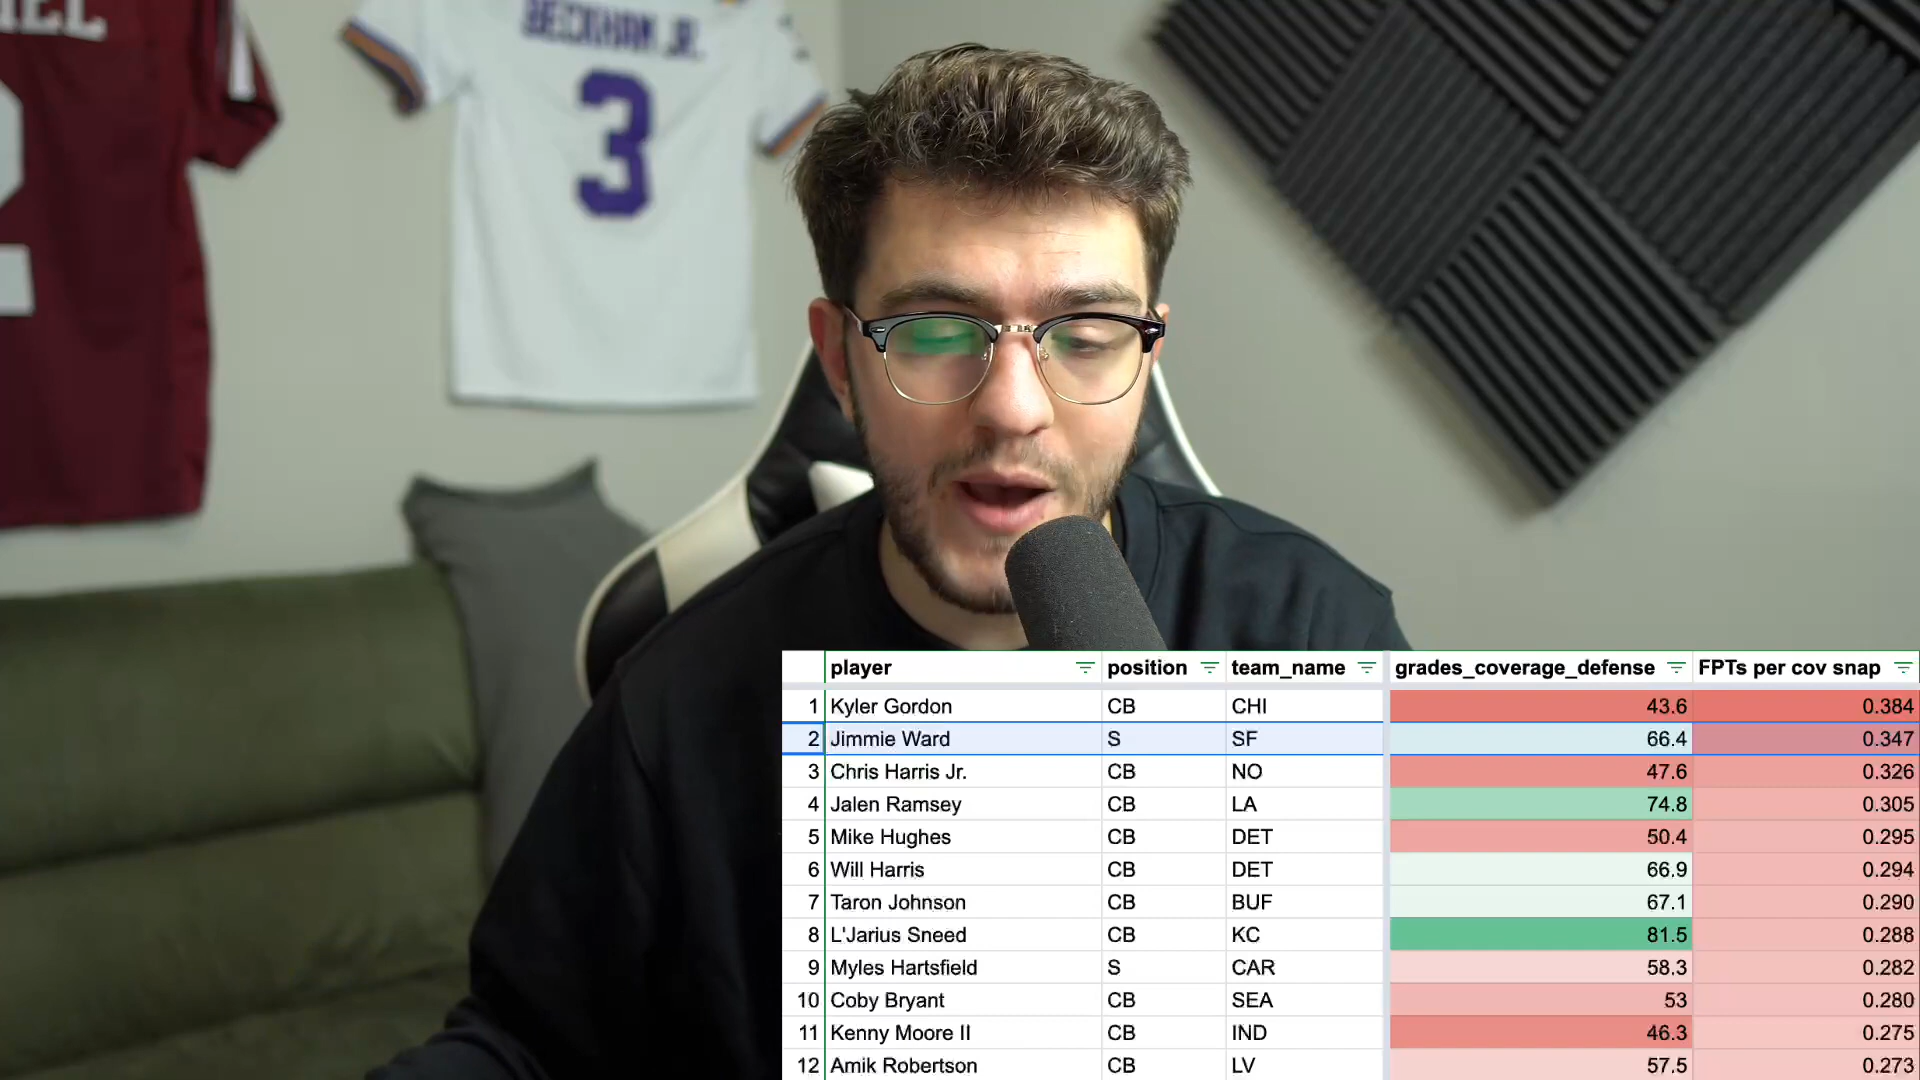 BECKHAM JR.
3
2
player position team_name grades_coverage_defense FPTs per cov snap
1 Kyler Gordon CB CHI 43.6 0.384
2 Jimmie Ward S SF 66.4 0.347
3 Chris Harris Jr. CB NO 47.6 0.326
4 Jalen Ramsey CB LA 74.8 0.305
5 Mike Hughes CB DET 50.4 0.295
6 Will Harris CB DET 66.9 0.294
7 Taron Johnson CB BUF 67.1 0.290
8 L'Jarius Sneed CB KC 81.5 0.288
9 Myles Hartsfield S CAR 58.3 0.282
10 Coby Bryant CB SEA 53 0.280
11 Kenny Moore II CB IND 46.3 0.275
12 Amik Robertson CB LV 57.5 0.273